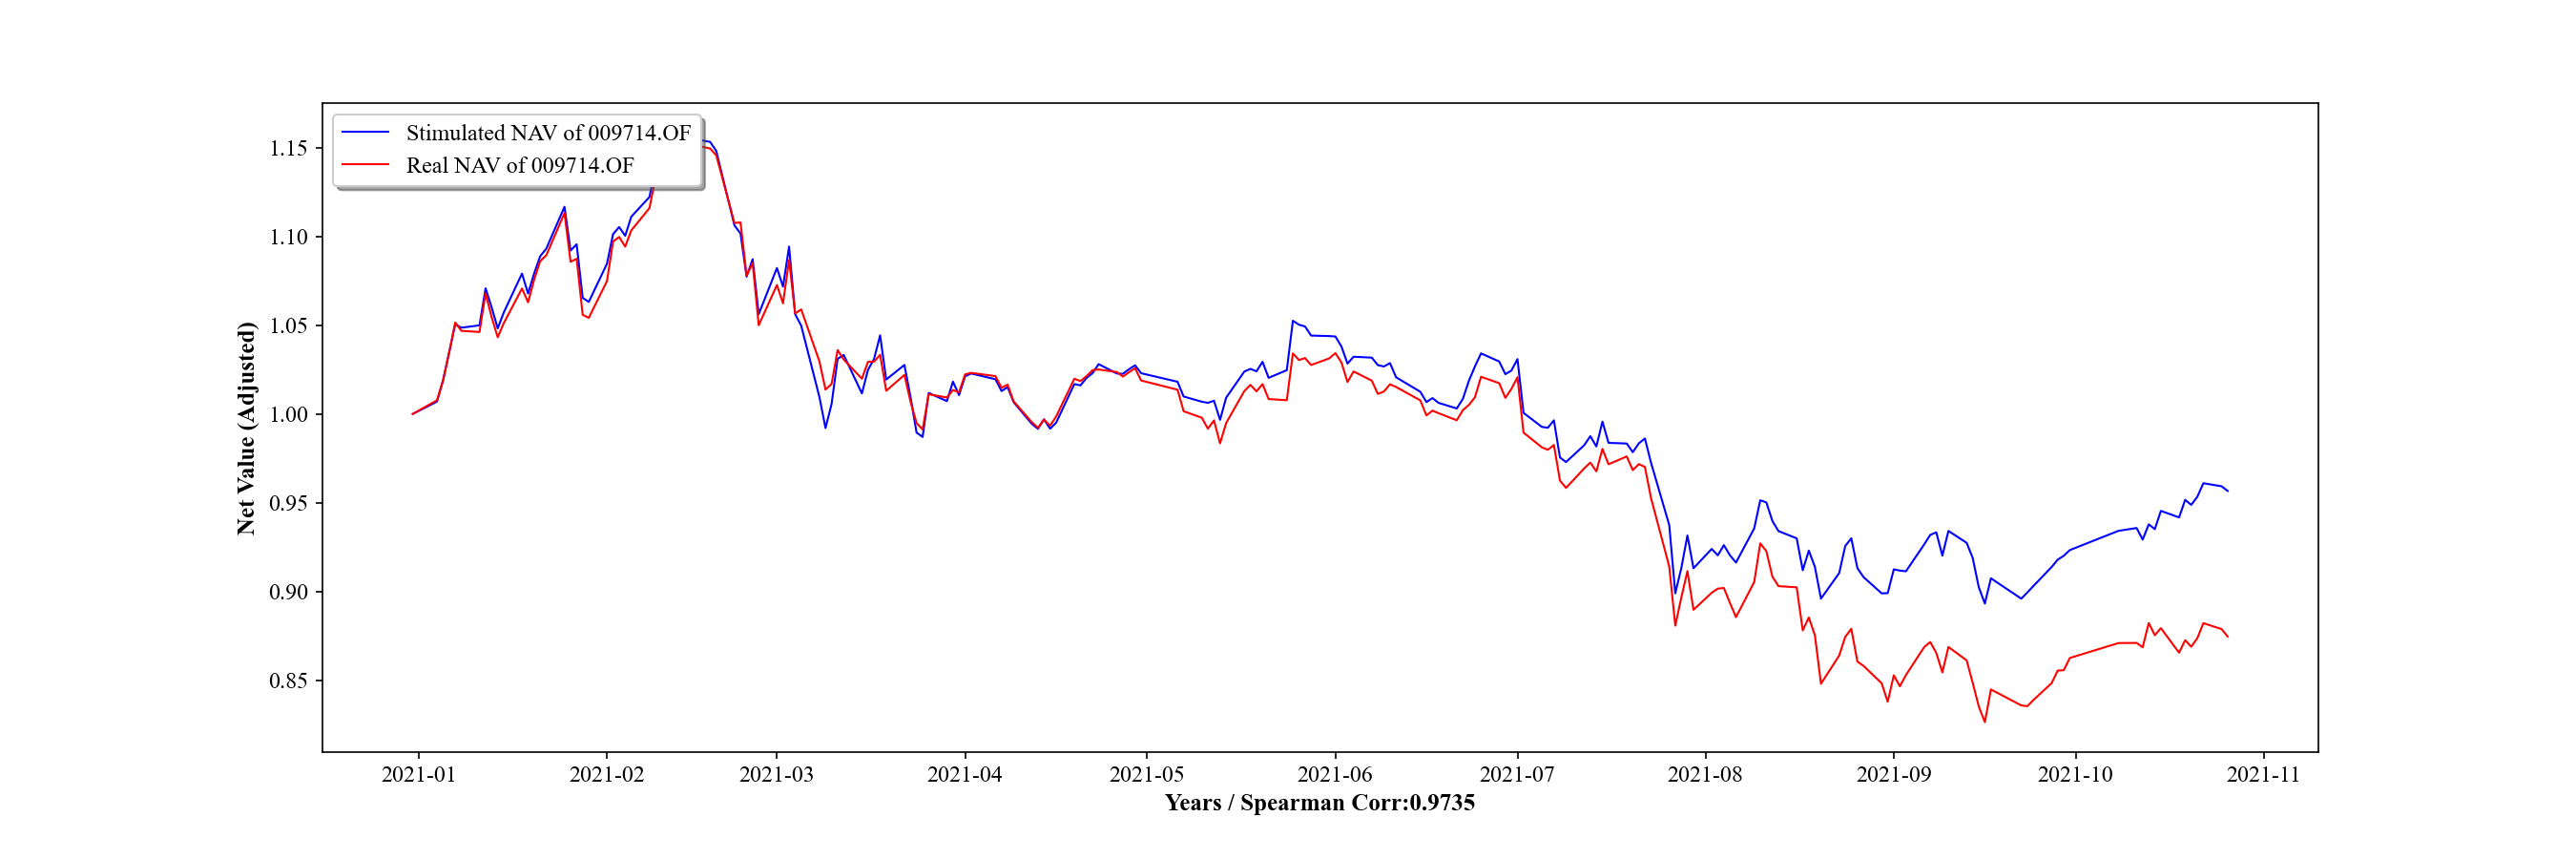 Stimulated NAV of 009714.OF
Real NAV of 009714.OF
Net Value (Adjusted)
1.15
1.10
1.05
1.00
0.95
0.90
0.85
2021-01 2021-02 2021-03 2021-04 2021-05 2021-06 2021-07 2021-08 2021-09 2021-10 2021-11
Years / Spearman Corr:0.9735